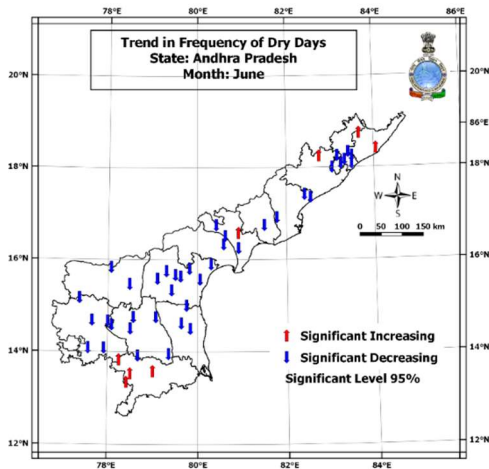 78°E 80°E 82°E 84°E 86°E
Trend in Frequency of Dry Days
State: Andhra Pradesh
Month: June
20°N 20°N
86°E
18°N 18°N
N
W E
S
0 50 100 150 km
16°N 16°N
Significant Increasing
Significant Decreasing
Significant Level 95%
14°N 14°N
12°N 12°N
78°E 80°E 82°E 84°E